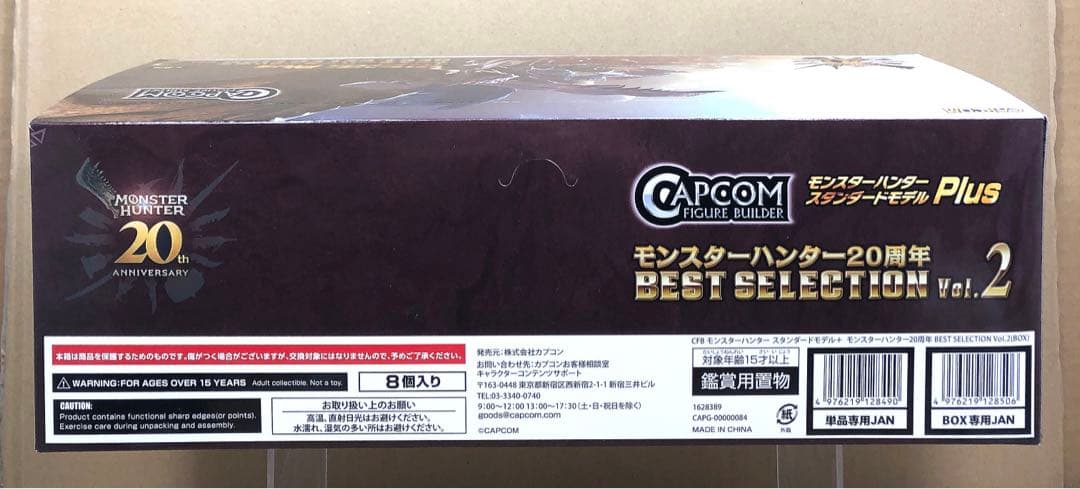 CAPCOM
MONSTER
HUNTER
20th
ANNIVERSARY
CAPCOM
FIGURE BUILDER
モンスターハンター
スタンダードモデル Plus
モンスターハンター20周年
BEST SELECTION Vol.2
本箱は商品を保護するためのものです。傷がつく場合がございますが、交換対象にはなりませんので、予めご了承ください。
WARNING:FOR AGES OVER 15 YEARS Adult collectible. Not a toy.
8個入り
CAUTION:
Product contains functional sharp edges(or points).
Exercise care during unpacking and assembly.
お取り扱い上のお願い
高温、直射日光はお避けください。
水濡れ、湿気の多い所はお避けください。
発売元:株式会社カプコン
お問い合わせ先:カプコンお客様相談室
キャラクターコンテンツサポート
〒163-0448 東京都新宿区西新宿2-1-1 新宿三井ビル
TEL:03-3340-0740
9:00〜12:00 13:00〜17:30(土・日・祝日を除く)
goods@capcom.com
©CAPCOM
CFB モンスターハンター スタンダードモデル+ モンスターハンター20周年 BEST SELECTION Vol.2(BOX)
対象年齢15才以上
鑑賞用置物
1628389
CAPG-00000084
MADE IN CHINA
紙
外箱
4 976219 128490
単品専用JAN
4 976219 128506
BOX専用JAN